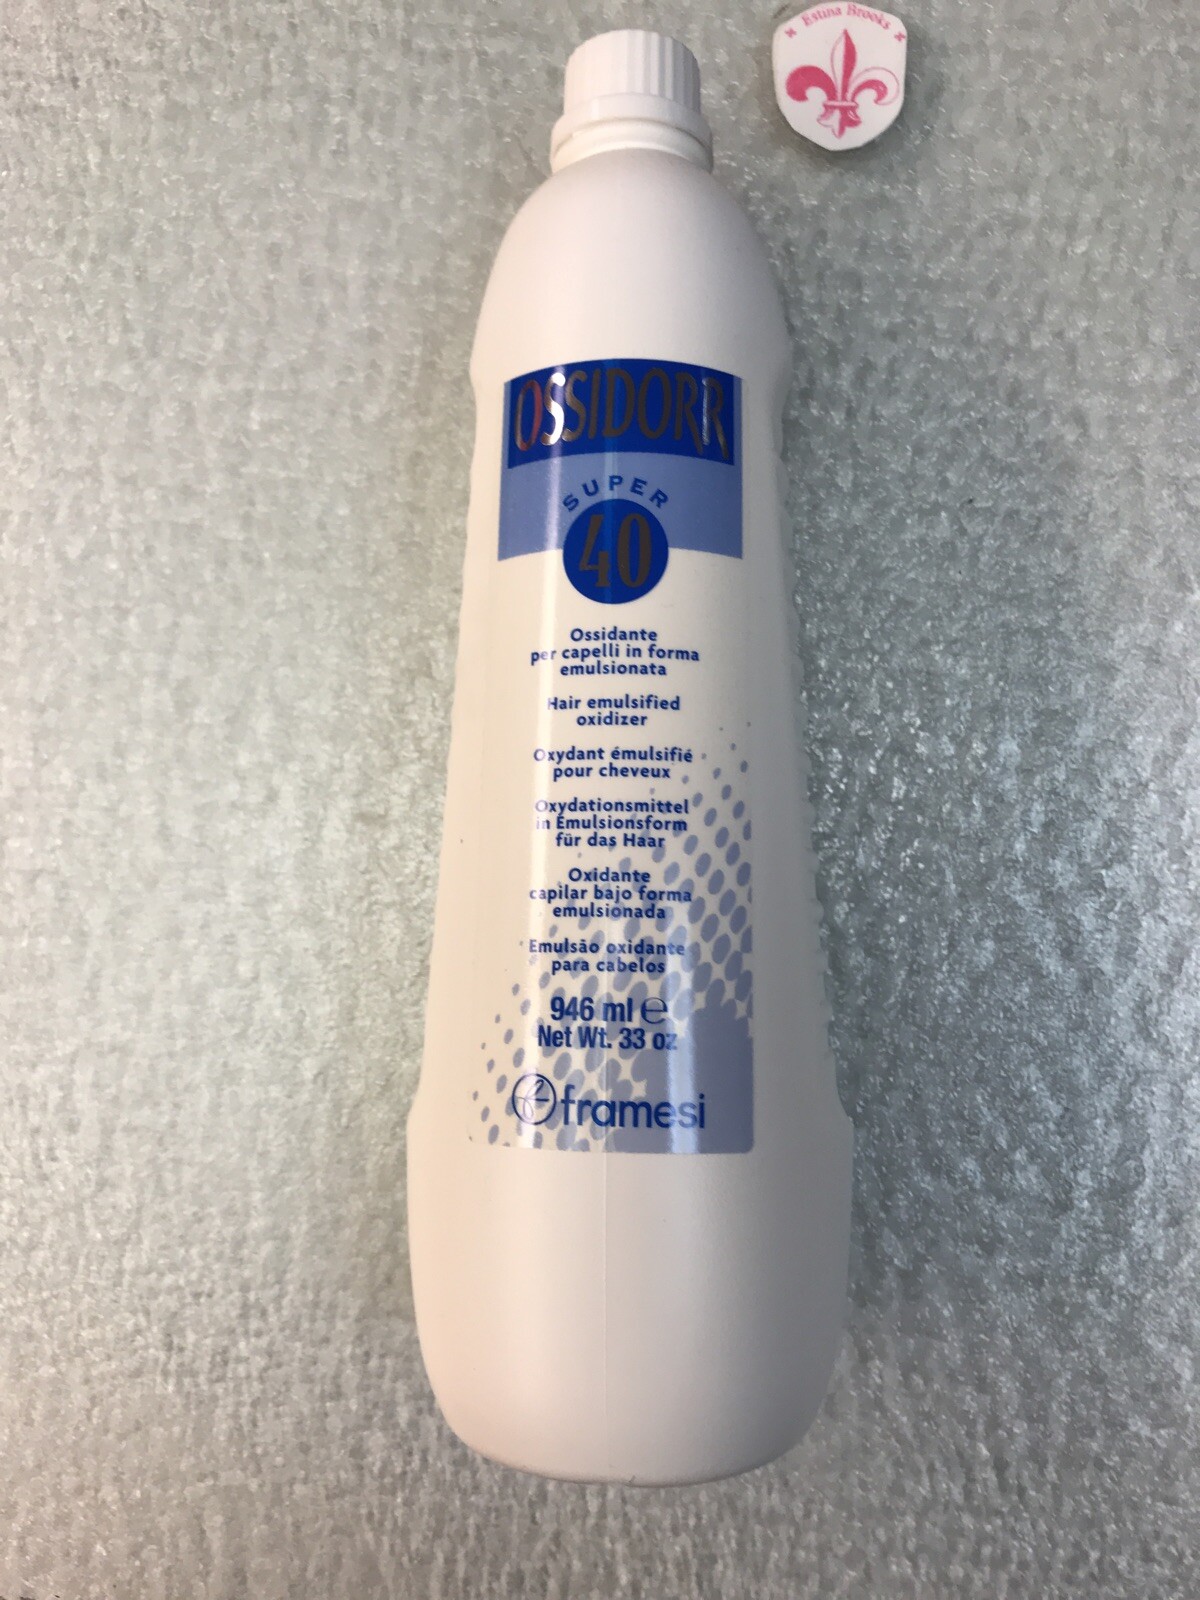 Estina Brooks
OSSIDORR
SUPER
40
Ossidante
per capelli in forma
emulsionata
Hair emulsified
oxidizer
Oxydant émulsifié
pour cheveux
Oxydationsmittel
in Emulsionsform
für das Haar
Oxidante
capilar bajo forma
emulsionada
Emulsão oxidante
para cabelos
946 ml e
Net Wt. 33 oz
framesi